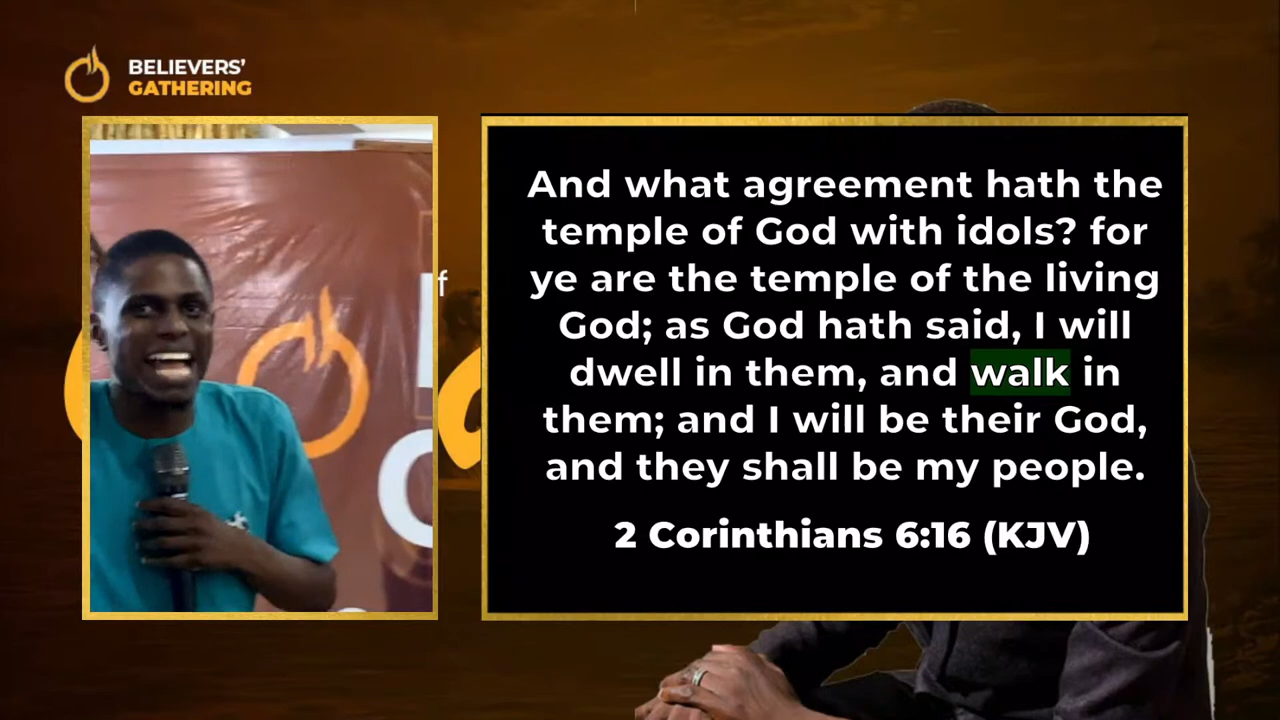 BELIEVERS’
GATHERING
f
And what agreement hath the
temple of God with idols? for
ye are the temple of the living
God; as God hath said, I will
dwell in them, and walk in
them; and I will be their God,
and they shall be my people.
2 Corinthians 6:16 (KJV)